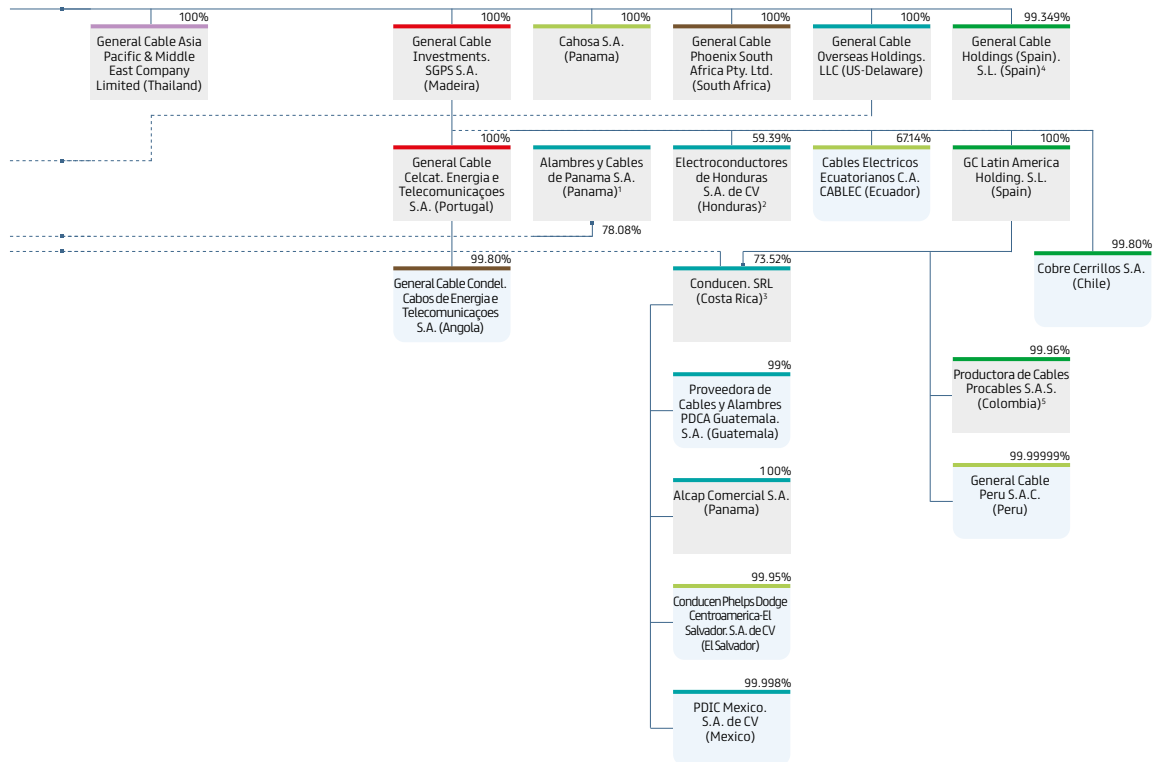 100%
General Cable Asia
Pacific & Middle
East Company
Limited (Thailand)
100%
General Cable
Investments.
SGPS S.A.
(Madeira)
100%
Cahosa S.A.
(Panama)
100%
General Cable
Phoenix South
Africa Pty. Ltd.
(South Africa)
100%
General Cable
Overseas Holdings.
LLC (US-Delaware)
99.349%
General Cable
Holdings (Spain).
S.L. (Spain)⁴
100%
General Cable
Celcat. Energia e
Telecomunicaçoes
S.A. (Portugal)
Alambres y Cables
de Panama S.A.
(Panama)¹
78.08%
59.39%
Electroconductores
de Honduras
S.A. de CV
(Honduras)²
67.14%
Cables Electricos
Ecuatorianos C.A.
CABLEC (Ecuador)
100%
GC Latin America
Holding. S.L.
(Spain)
99.80%
General Cable Condel.
Cabos de Energia e
Telecomunicaçoes
S.A. (Angola)
73.52%
Conducen. SRL
(Costa Rica)³
99.80%
Cobre Cerrillos S.A.
(Chile)
99%
Proveedora de
Cables y Alambres
PDCA Guatemala.
S.A. (Guatemala)
99.96%
Productora de Cables
Procables S.A.S.
(Colombia)⁵
100%
Alcap Comercial S.A.
(Panama)
99.99999%
General Cable
Peru S.A.C.
(Peru)
99.95%
Conducen Phelps Dodge
Centroamerica-El
Salvador. S.A. de CV
(El Salvador)
99.998%
PDIC Mexico.
S.A. de CV
(Mexico)